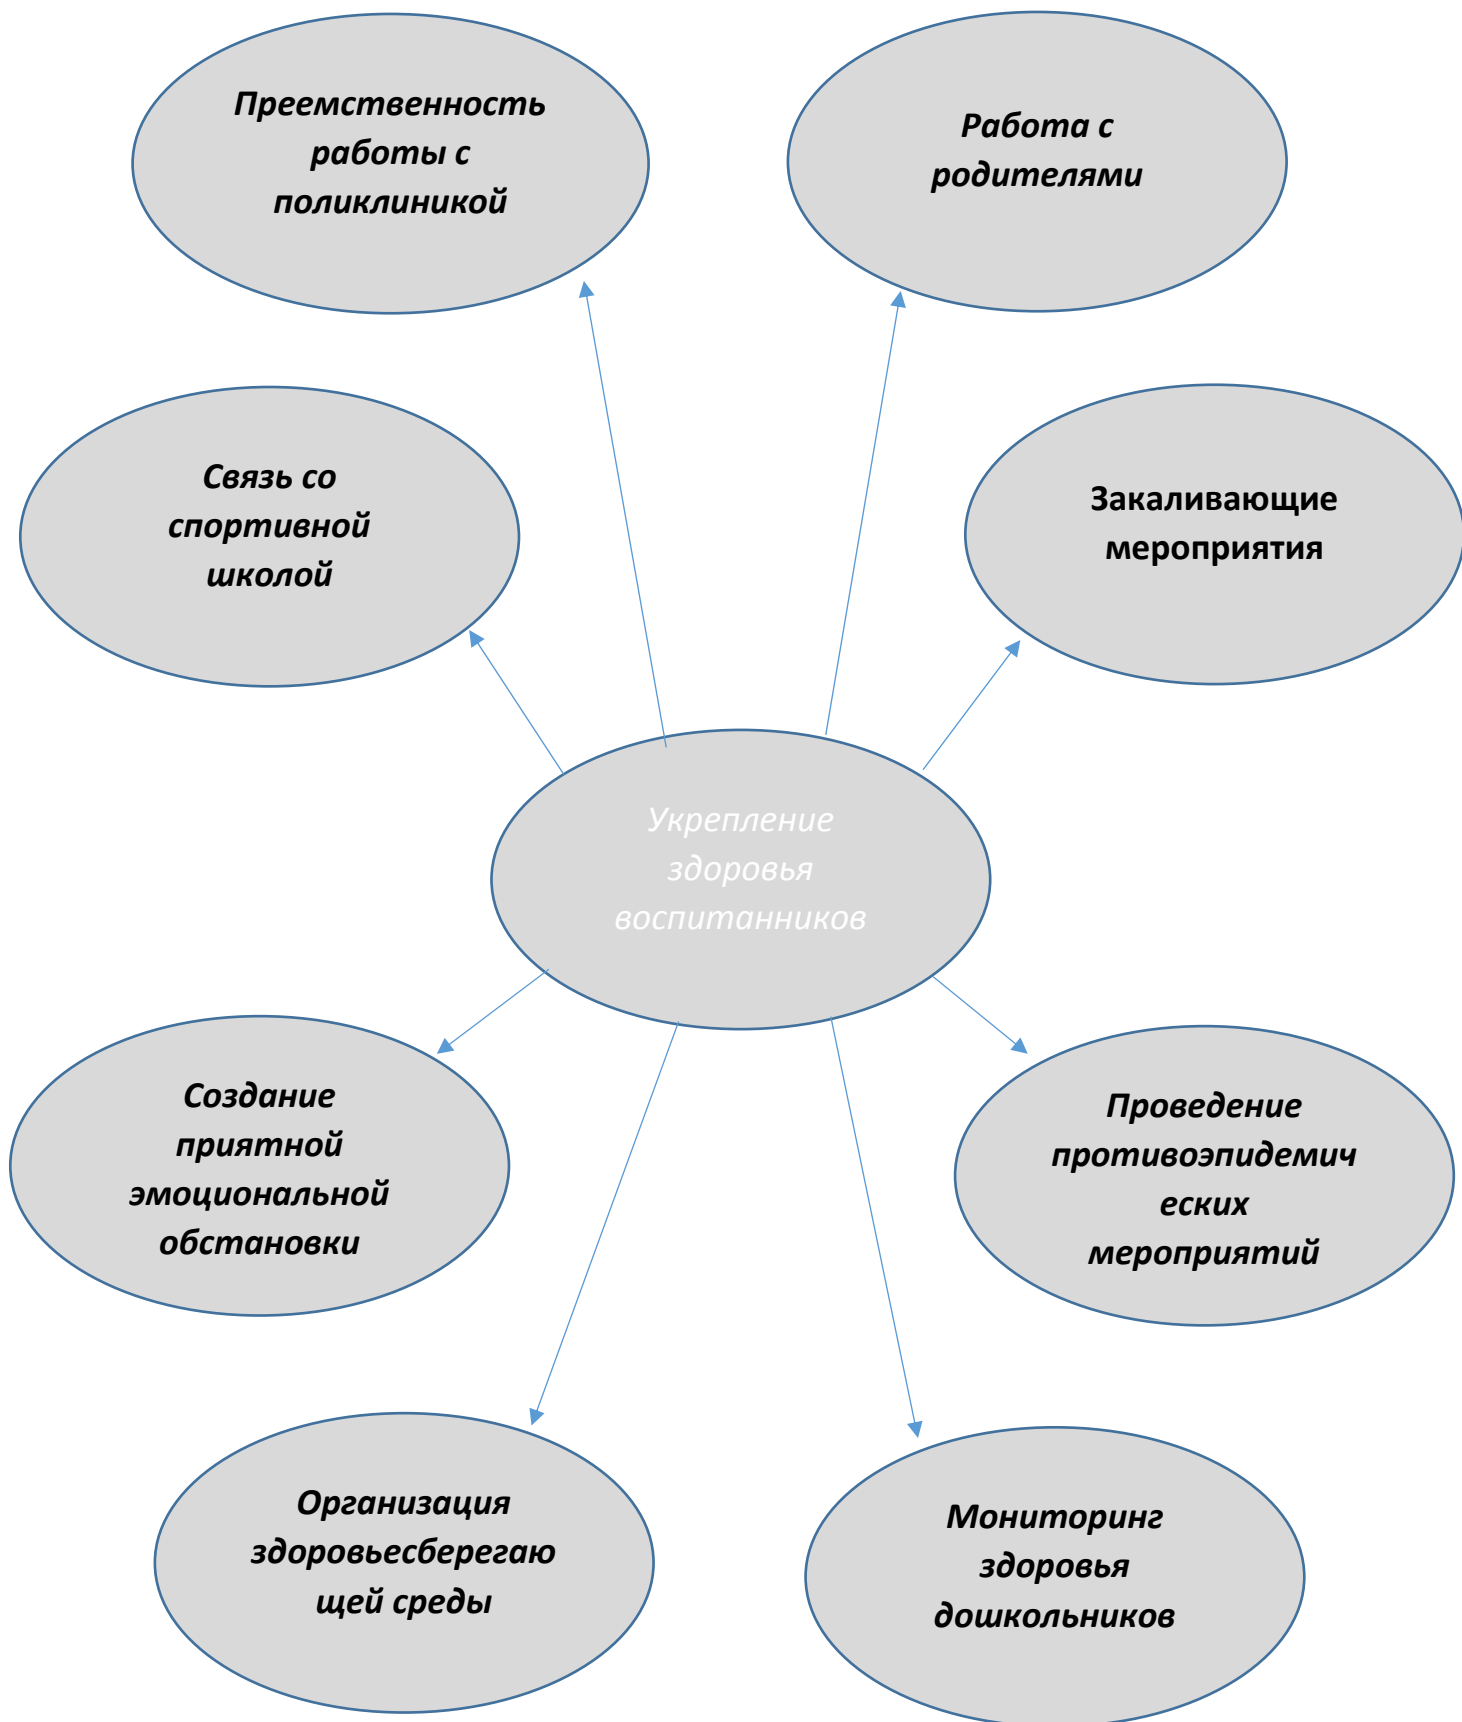 Преемственность
работы с
поликлиникой
Работа с
родителями
Связь со
спортивной
школой
Закаливающие
мероприятия
Укрепление
здоровья
воспитанников
Создание
приятной
эмоциональной
обстановки
Проведение
противоэпидемич
еских
мероприятий
Организация
здоровьесберегаю
щей среды
Мониторинг
здоровья
дошкольников